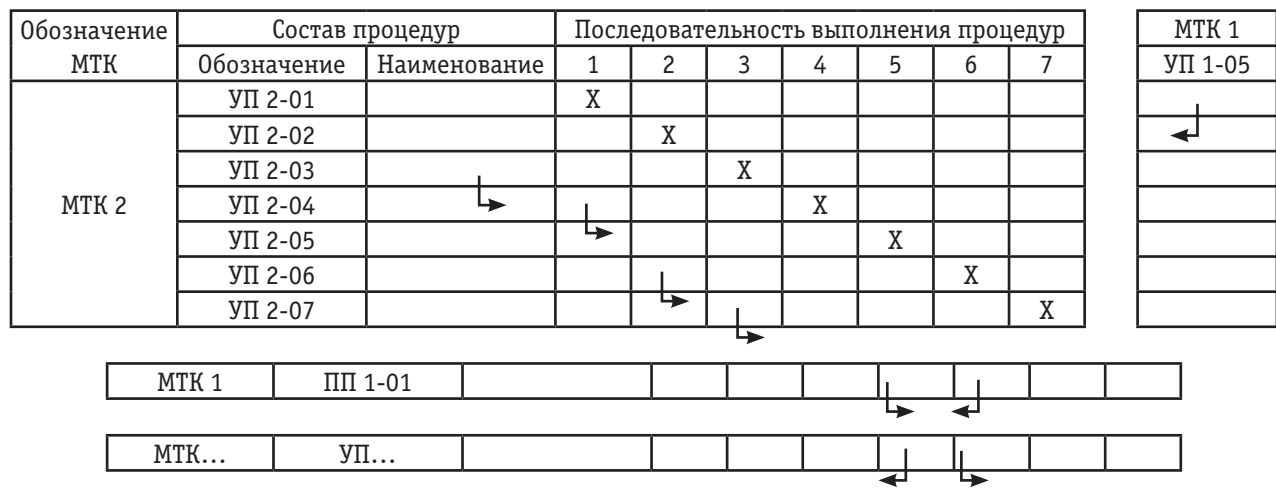 Обозначение МТК Состав процедур Последовательность выполнения процедур МТК 1
Обозначение Наименование 1 2 3 4 5 6 7 УП 1-05
УП 2-01 X
УП 2-02 X
УП 2-03 X
МТК 2 УП 2-04 X
УП 2-05 X
УП 2-06 X
УП 2-07 X
МТК 1 ПП 1-01
МТК... УП...